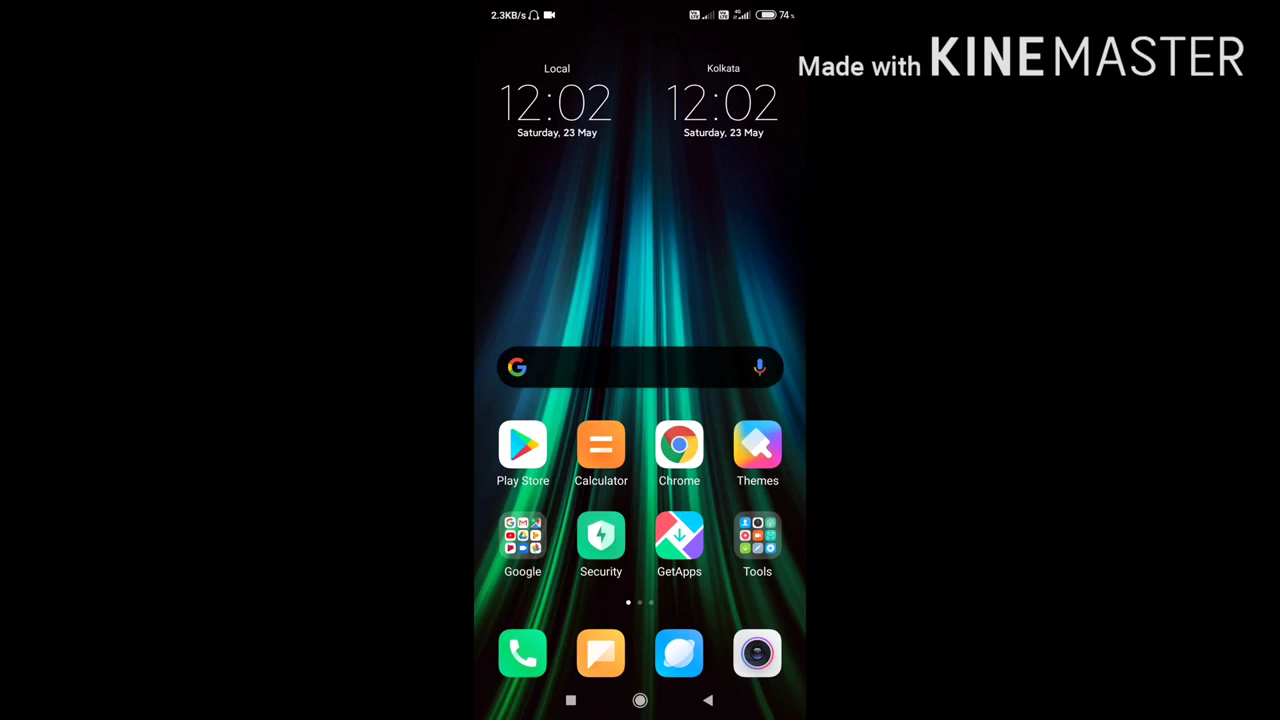 2.3KB/s
74%
Made with KINEMASTER
Local
Kolkata
12:02
12:02
Saturday, 23 May
Saturday, 23 May
Play Store
Calculator
Chrome
Themes
Google
Security
GetApps
Tools